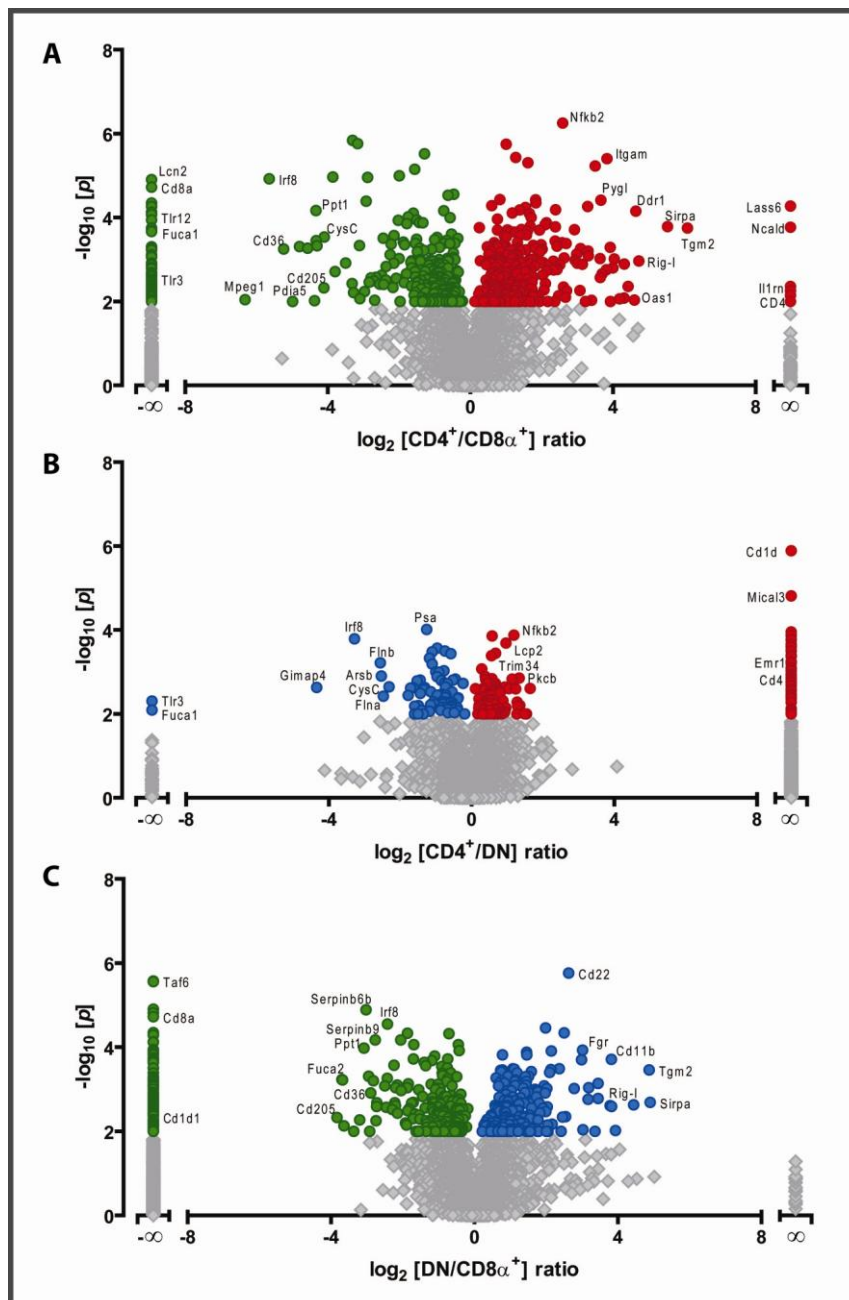 A
8
6
4
2
0
-log10 [p]
Nfkb2
Itgam
Lcn2
Cd8a
Irf8
Pygl
Ddr1
Ppt1
Sirpa
Lass6
Tlr12
Fuca1
CysC
Ncald
Cd36
Tgm2
Rig-I
Tlr3
Cd205
Mpeg1
Pdia5
Oas1
Il1rn
CD4
-∞ -8 -4 0 4 8 ∞
log2 [CD4+/CD8α+] ratio
B
8
6
4
2
0
-log10 [p]
Cd1d
Mical3
Psa
Irf8
Nfkb2
Flnb
Lcp2
Trim34
Emr1
Gimap4
Arsb
Pkcb
Cd4
CysC
Flna
Tlr3
Fuca1
-∞ -8 -4 0 4 8 ∞
log2 [CD4+/DN] ratio
C
8
6
4
2
0
-log10 [p]
Taf6
Cd22
Serpinb6b
Irf8
Cd8a
Serpinb9
Ppt1
Fgr
Cd11b
Tgm2
Fuca2
Cd36
Rig-I
Cd205
Sirpa
Cd1d1
-∞ -8 -4 0 4 8 ∞
log2 [DN/CD8α+] ratio